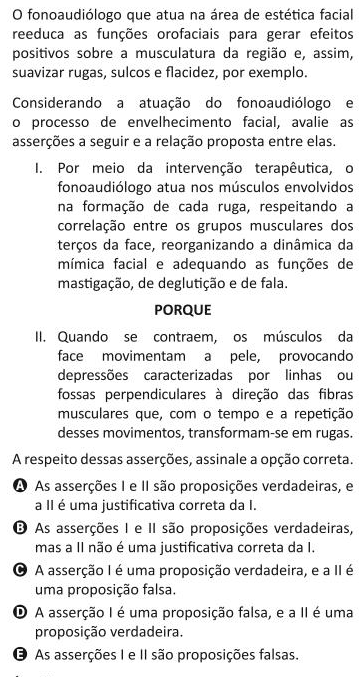 O fonoaudiólogo que atua na área de estética facial
reeduca as funções orofaciais para gerar efeitos
positivos sobre a musculatura da região e, assim,
suavizar rugas, sulcos e flacidez, por exemplo.
Considerando a atuação do fonoaudiólogo e
o processo de envelhecimento facial, avalie as
asserções a seguir e a relação proposta entre elas.
I. Por meio da intervenção terapêutica, o
fonoaudiólogo atua nos músculos envolvidos
na formação de cada ruga, respeitando a
correlação entre os grupos musculares dos
terços da face, reorganizando a dinâmica da
mímica facial e adequando as funções de
mastigação, de deglutição e de fala.
PORQUE
II. Quando se contraem, os músculos da
face movimentam a pele, provocando
depressões caracterizadas por linhas ou
fossas perpendiculares à direção das fibras
musculares que, com o tempo e a repetição
desses movimentos, transformam-se em rugas.
A respeito dessas asserções, assinale a opção correta.
A As asserções I e II são proposições verdadeiras, e
a II é uma justificativa correta da I.
B As asserções I e II são proposições verdadeiras,
mas a II não é uma justificativa correta da I.
C A asserção I é uma proposição verdadeira, e a II é
uma proposição falsa.
D A asserção I é uma proposição falsa, e a II é uma
proposição verdadeira.
E As asserções I e II são proposições falsas.